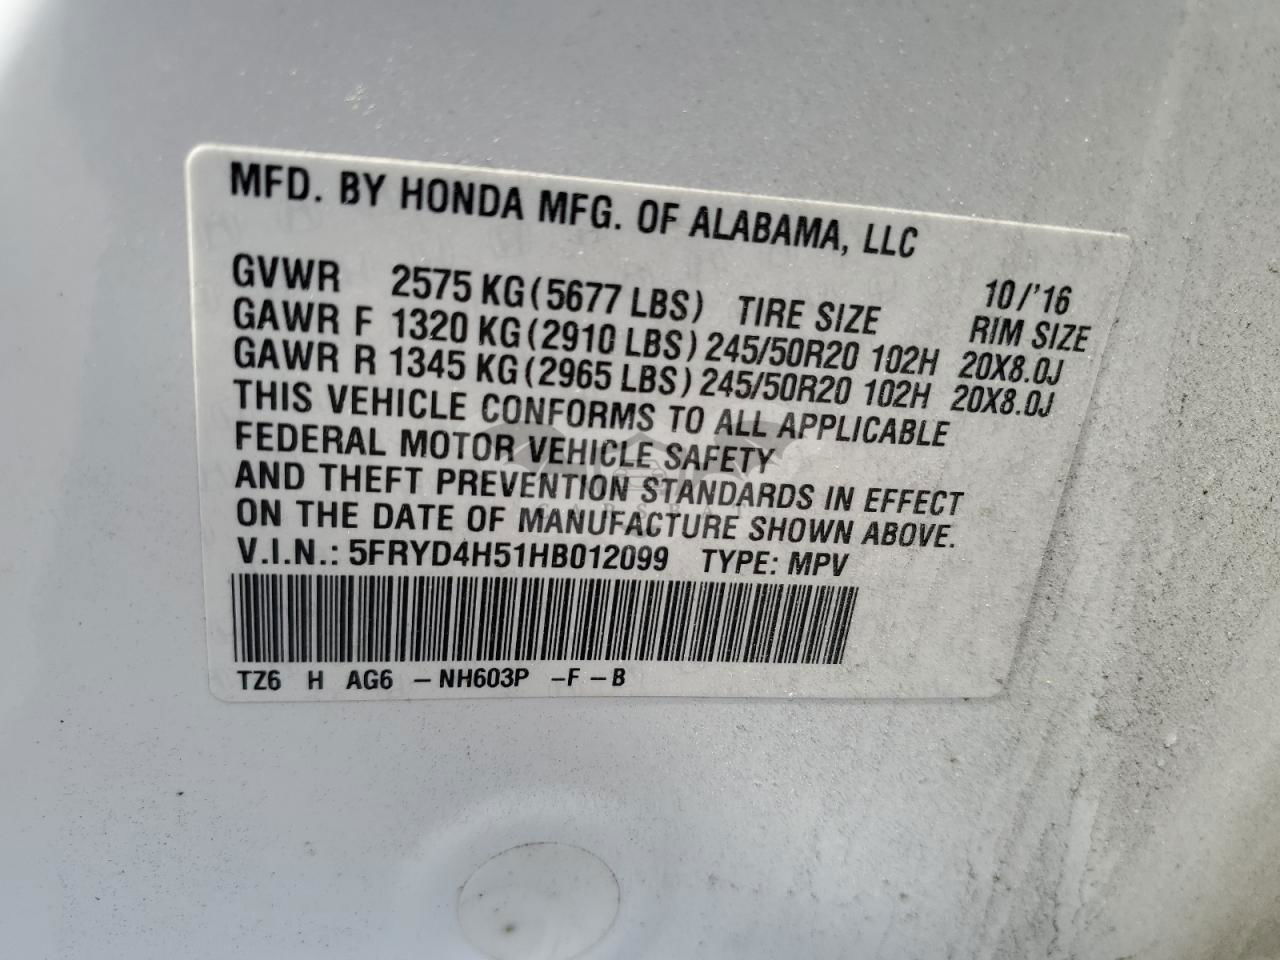 MFD. BY HONDA MFG. OF ALABAMA, LLC
10/'16
GVWR 2575 KG (5677 LBS) TIRE SIZE RIM SIZE
GAWR F 1320 KG (2910 LBS) 245/50R20 102H 20X8.0J
GAWR R 1345 KG (2965 LBS) 245/50R20 102H 20X8.0J
THIS VEHICLE CONFORMS TO ALL APPLICABLE
FEDERAL MOTOR VEHICLE SAFETY
AND THEFT PREVENTION STANDARDS IN EFFECT
ON THE DATE OF MANUFACTURE SHOWN ABOVE.
V.I.N.: 5FRYD4H51HB012099 TYPE: MPV
TZ6 H AG6 -NH603P -F-B